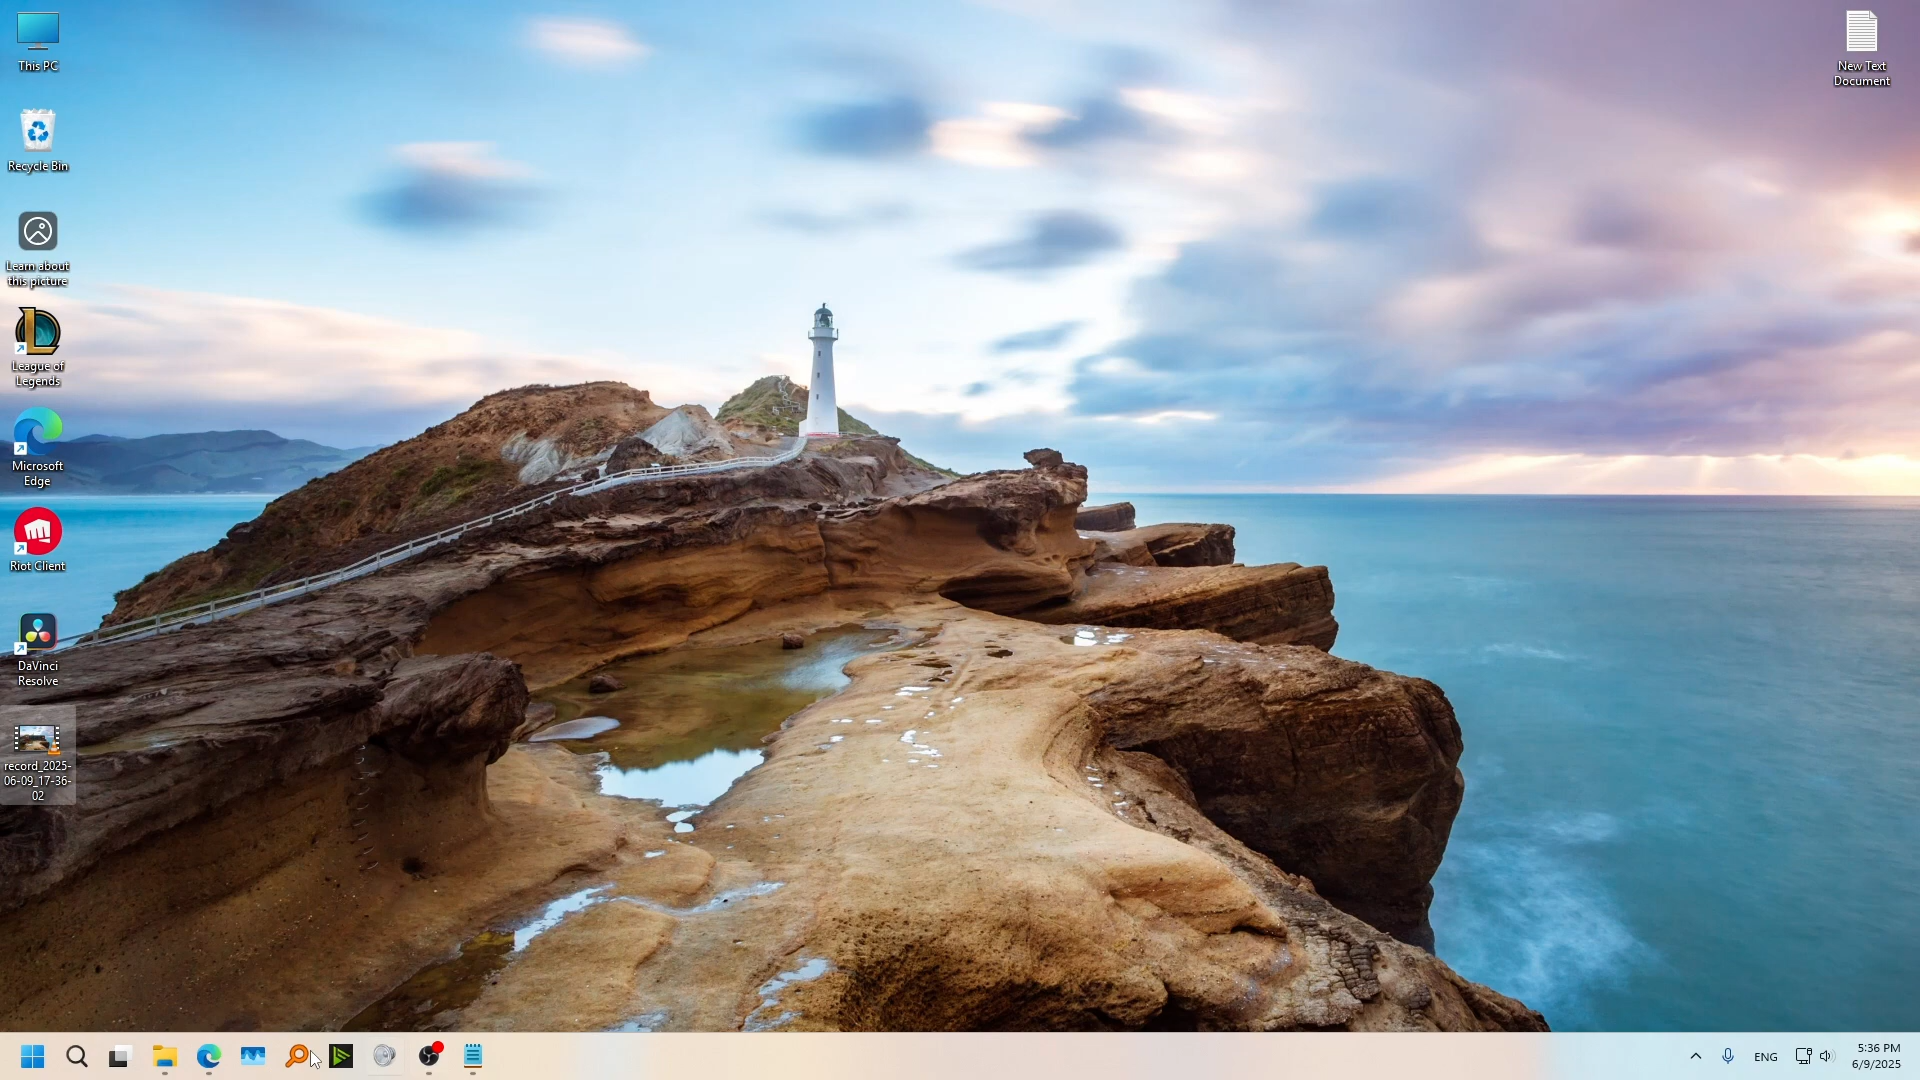 This PC
Recycle Bin
Learn about
this picture
League of
Legends
Microsoft
Edge
Riot Client
DaVinci
Resolve
record_2025-
06-09_17-36-
02
New Text
Document
ENG
5:36 PM
6/9/2025